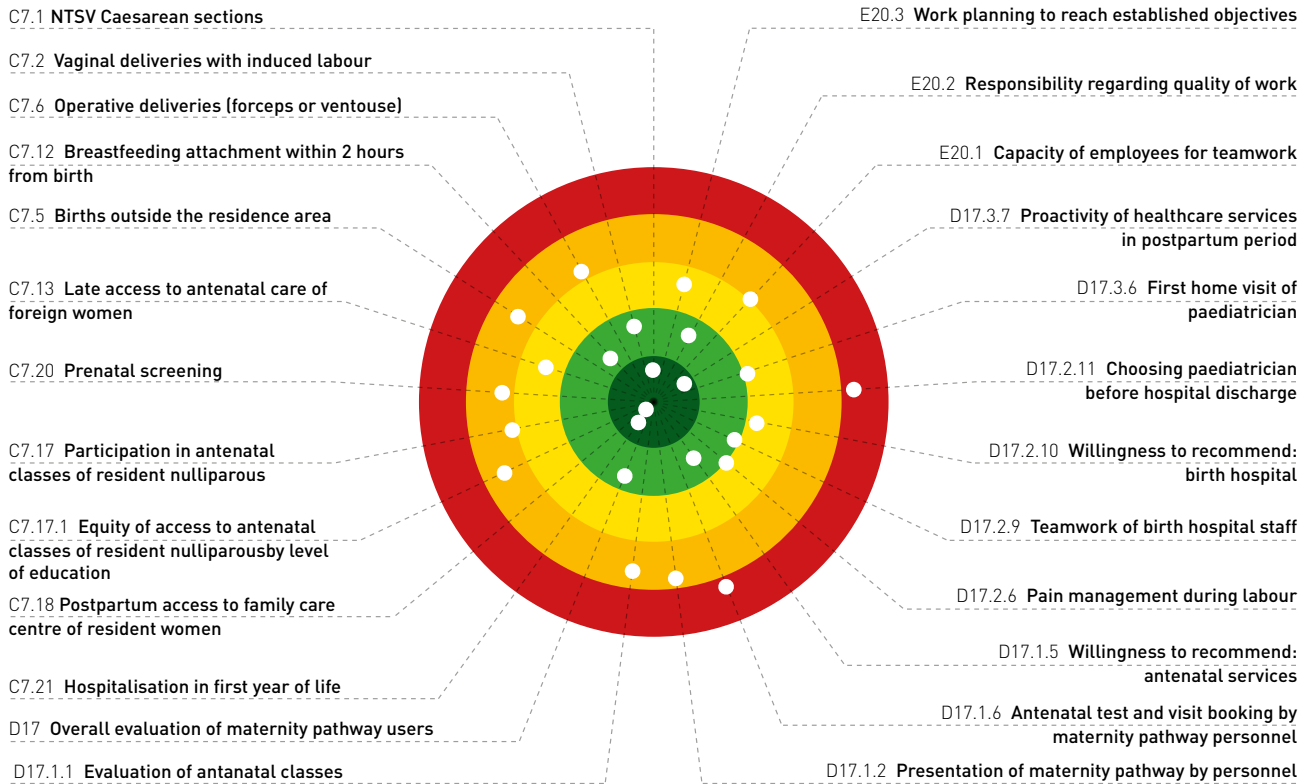 C7.1 NTSV Caesarean sections
C7.2 Vaginal deliveries with induced labour
C7.6 Operative deliveries (forceps or ventouse)
C7.12 Breastfeeding attachment within 2 hours
from birth
C7.5 Births outside the residence area
C7.13 Late access to antenatal care of
foreign women
C7.20 Prenatal screening
C7.17 Participation in antenatal
classes of resident nulliparous
C7.17.1 Equity of access to antenatal
classes of resident nulliparousby level
of education
C7.18 Postpartum access to family care
centre of resident women
C7.21 Hospitalisation in first year of life
D17 Overall evaluation of maternity pathway users
D17.1.1 Evaluation of antanatal classes
E20.3 Work planning to reach established objectives
E20.2 Responsibility regarding quality of work
E20.1 Capacity of employees for teamwork
D17.3.7 Proactivity of healthcare services
in postpartum period
D17.3.6 First home visit of
paediatrician
D17.2.11 Choosing paediatrician
before hospital discharge
D17.2.10 Willingness to recommend:
birth hospital
D17.2.9 Teamwork of birth hospital staff
D17.2.6 Pain management during labour
D17.1.5 Willingness to recommend:
antenatal services
D17.1.6 Antenatal test and visit booking by
maternity pathway personnel
D17.1.2 Presentation of maternity pathway by personnel